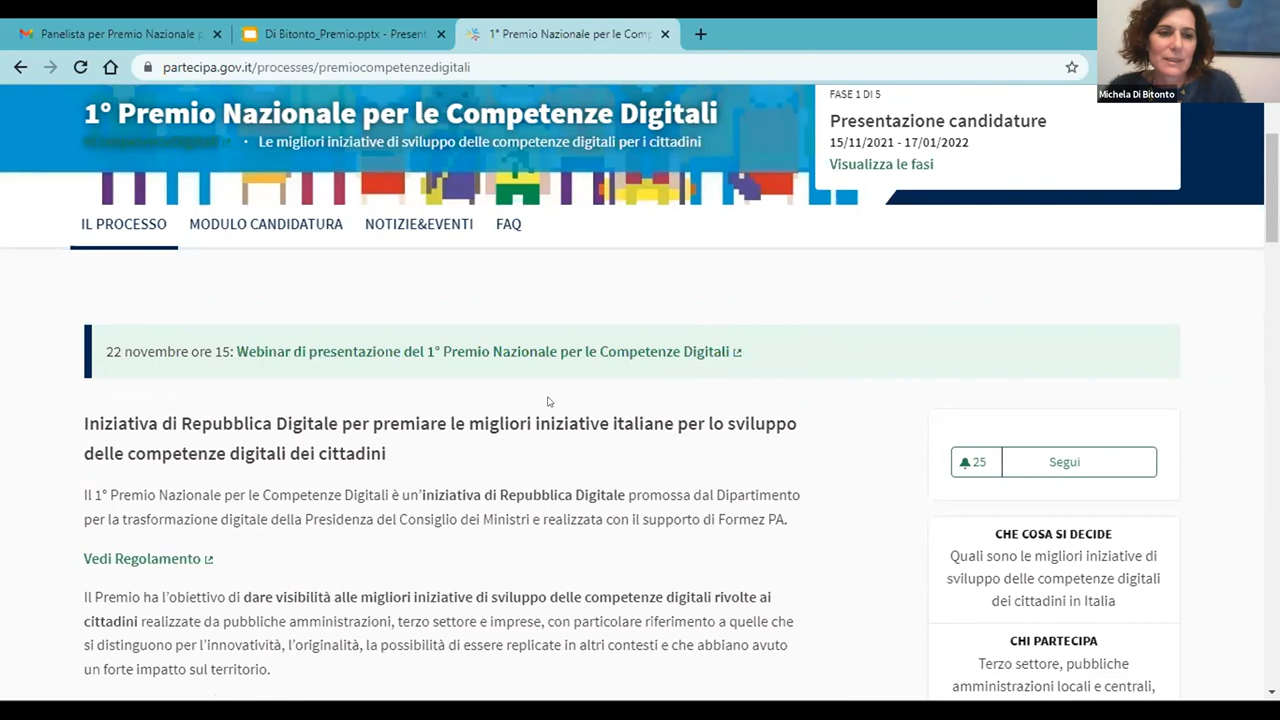 Panelista per Premio Nazionale
Di Bitonto_Premio.pptx - Present
1° Premio Nazionale per le Com
partecipa.gov.it/processes/premiocompetenzedigitali
Michela Di Bitonto
1° Premio Nazionale per le Competenze Digitali
Le migliori iniziative di sviluppo delle competenze digitali per i cittadini
FASE 1 DI 5
Presentazione candidature
15/11/2021 - 17/01/2022
Visualizza le fasi
IL PROCESSO MODULO CANDIDATURA NOTIZIE&EVENTI FAQ
22 novembre ore 15: Webinar di presentazione del 1° Premio Nazionale per le Competenze Digitali
Iniziativa di Repubblica Digitale per premiare le migliori iniziative italiane per lo sviluppo
delle competenze digitali dei cittadini
Il 1° Premio Nazionale per le Competenze Digitali è un'iniziativa di Repubblica Digitale promossa dal Dipartimento
per la trasformazione digitale della Presidenza del Consiglio dei Ministri e realizzata con il supporto di Formez PA.
Vedi Regolamento
Il Premio ha l'obiettivo di dare visibilità alle migliori iniziative di sviluppo delle competenze digitali rivolte ai
cittadini realizzate da pubbliche amministrazioni, terzo settore e imprese, con particolare riferimento a quelle che
si distinguono per l'innovatività, l'originalità, la possibilità di essere replicate in altri contesti e che abbiano avuto
un forte impatto sul territorio.
25 Segui
CHE COSA SI DECIDE
Quali sono le migliori iniziative di
sviluppo delle competenze digitali
dei cittadini in Italia
CHI PARTECIPA
Terzo settore, pubbliche
amministrazioni locali e centrali,